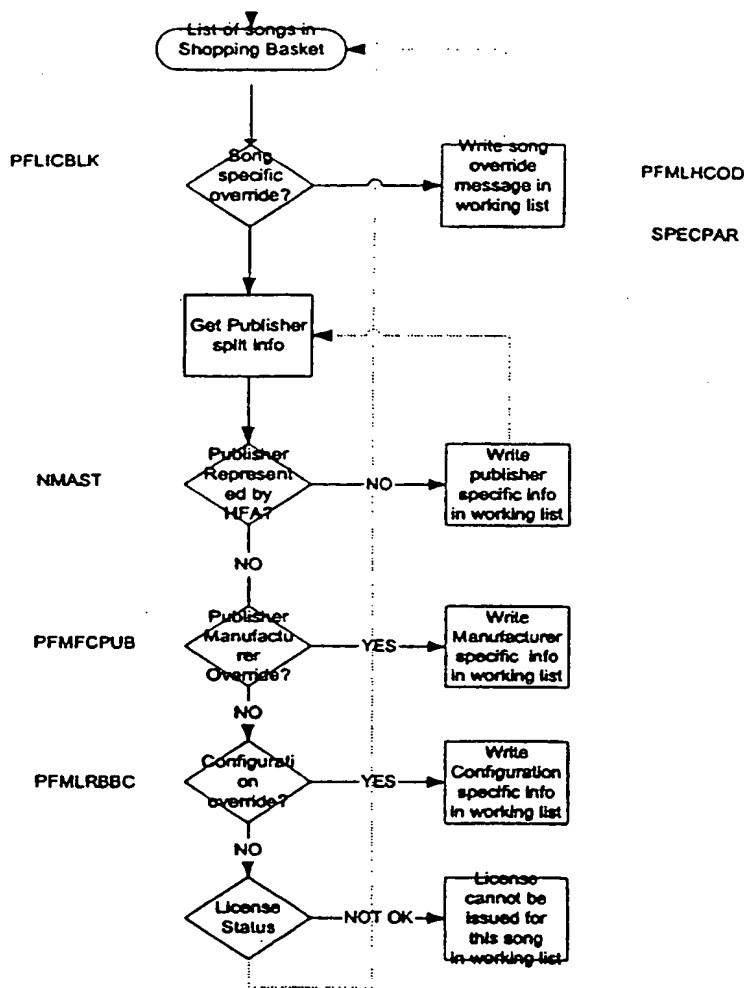 List of songs in
Shopping Basket
PFLICBLK
Song
specific
override?
Write song
override
message in
working list
PFMLHCOD
SPECPAR
Get Publisher
split info
NMAST
Publisher
Represent
ed by
HFA?
NO
Write
publisher
specific info
in working list
NO
PFMFCPUB
Publisher
Manufactu
rer
Override?
YES
Write
Manufacturer
specific info
in working list
NO
PFMLRBBC
Configurati
on
override?
YES
Write
Configuration
specific info
in working list
NO
License
Status
NOT OK
License
cannot be
issued for
this song
in working list